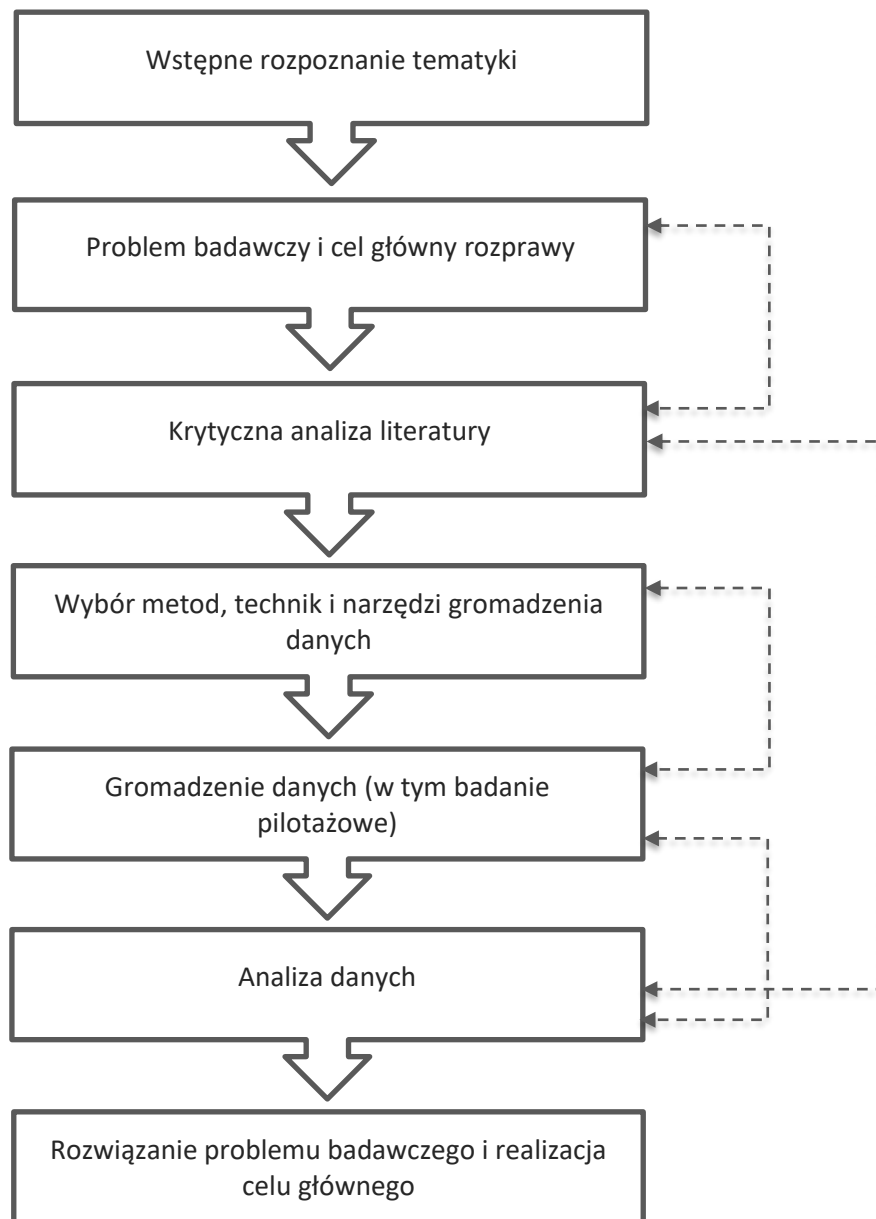 Wstępne rozpoznanie tematyki
Problem badawczy i cel główny rozprawy
Krytyczna analiza literatury
Wybór metod, technik i narzędzi gromadzenia
danych
Gromadzenie danych (w tym badanie
pilotażowe)
Analiza danych
Rozwiązanie problemu badawczego i realizacja
celu głównego